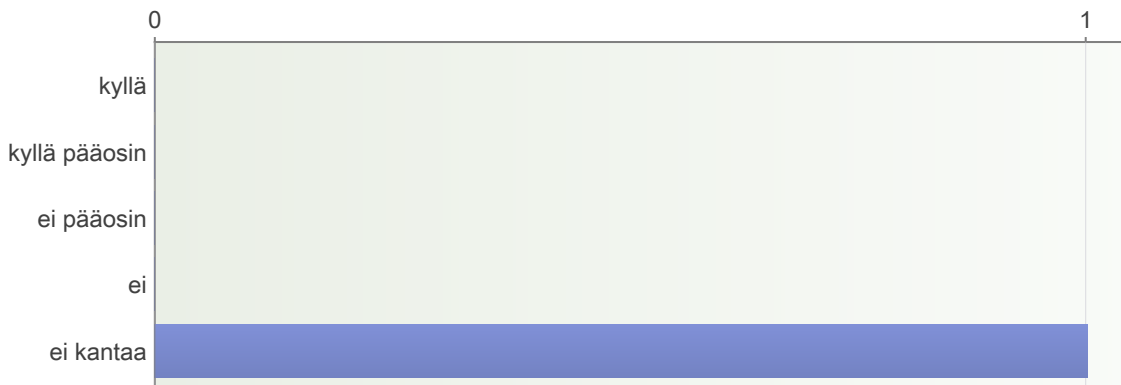 0 1
kyllä
kyllä pääosin
ei pääosin
ei
ei kantaa